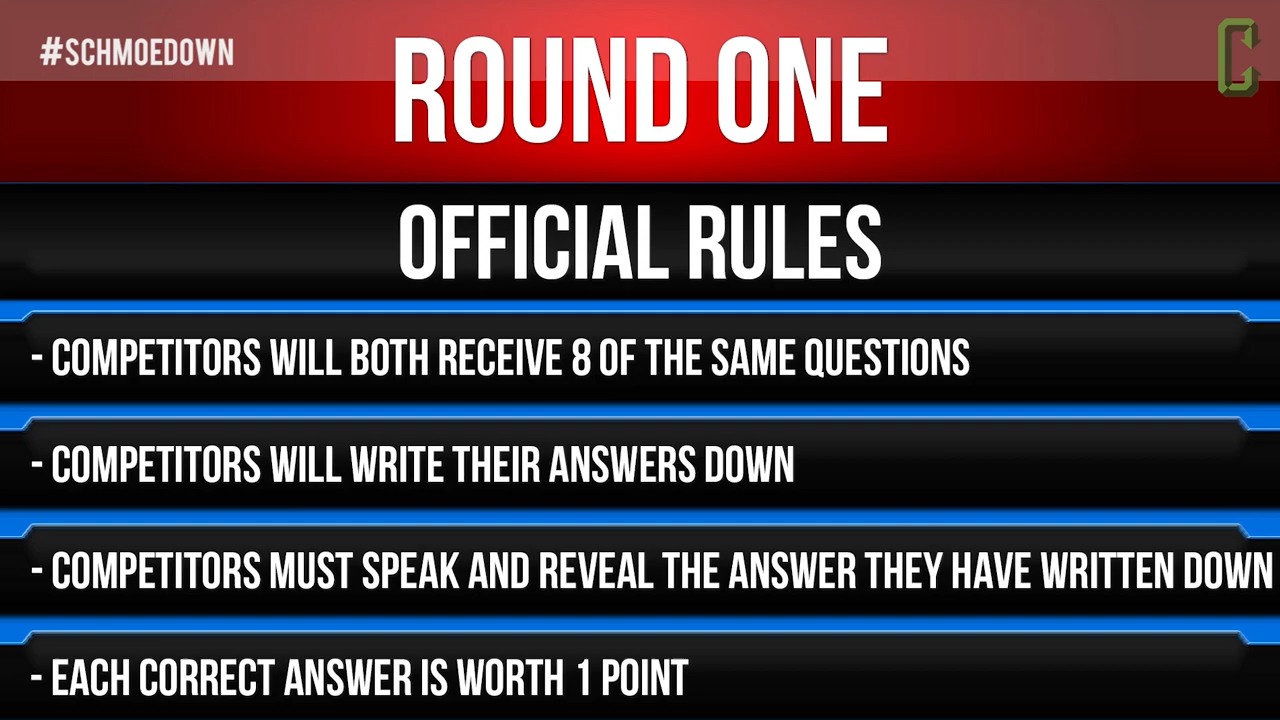 #SCHMOEDOWN
ROUND ONE
OFFICIAL RULES
- COMPETITORS WILL BOTH RECEIVE 8 OF THE SAME QUESTIONS
- COMPETITORS WILL WRITE THEIR ANSWERS DOWN
- COMPETITORS MUST SPEAK AND REVEAL THE ANSWER THEY HAVE WRITTEN DOWN
- EACH CORRECT ANSWER IS WORTH 1 POINT